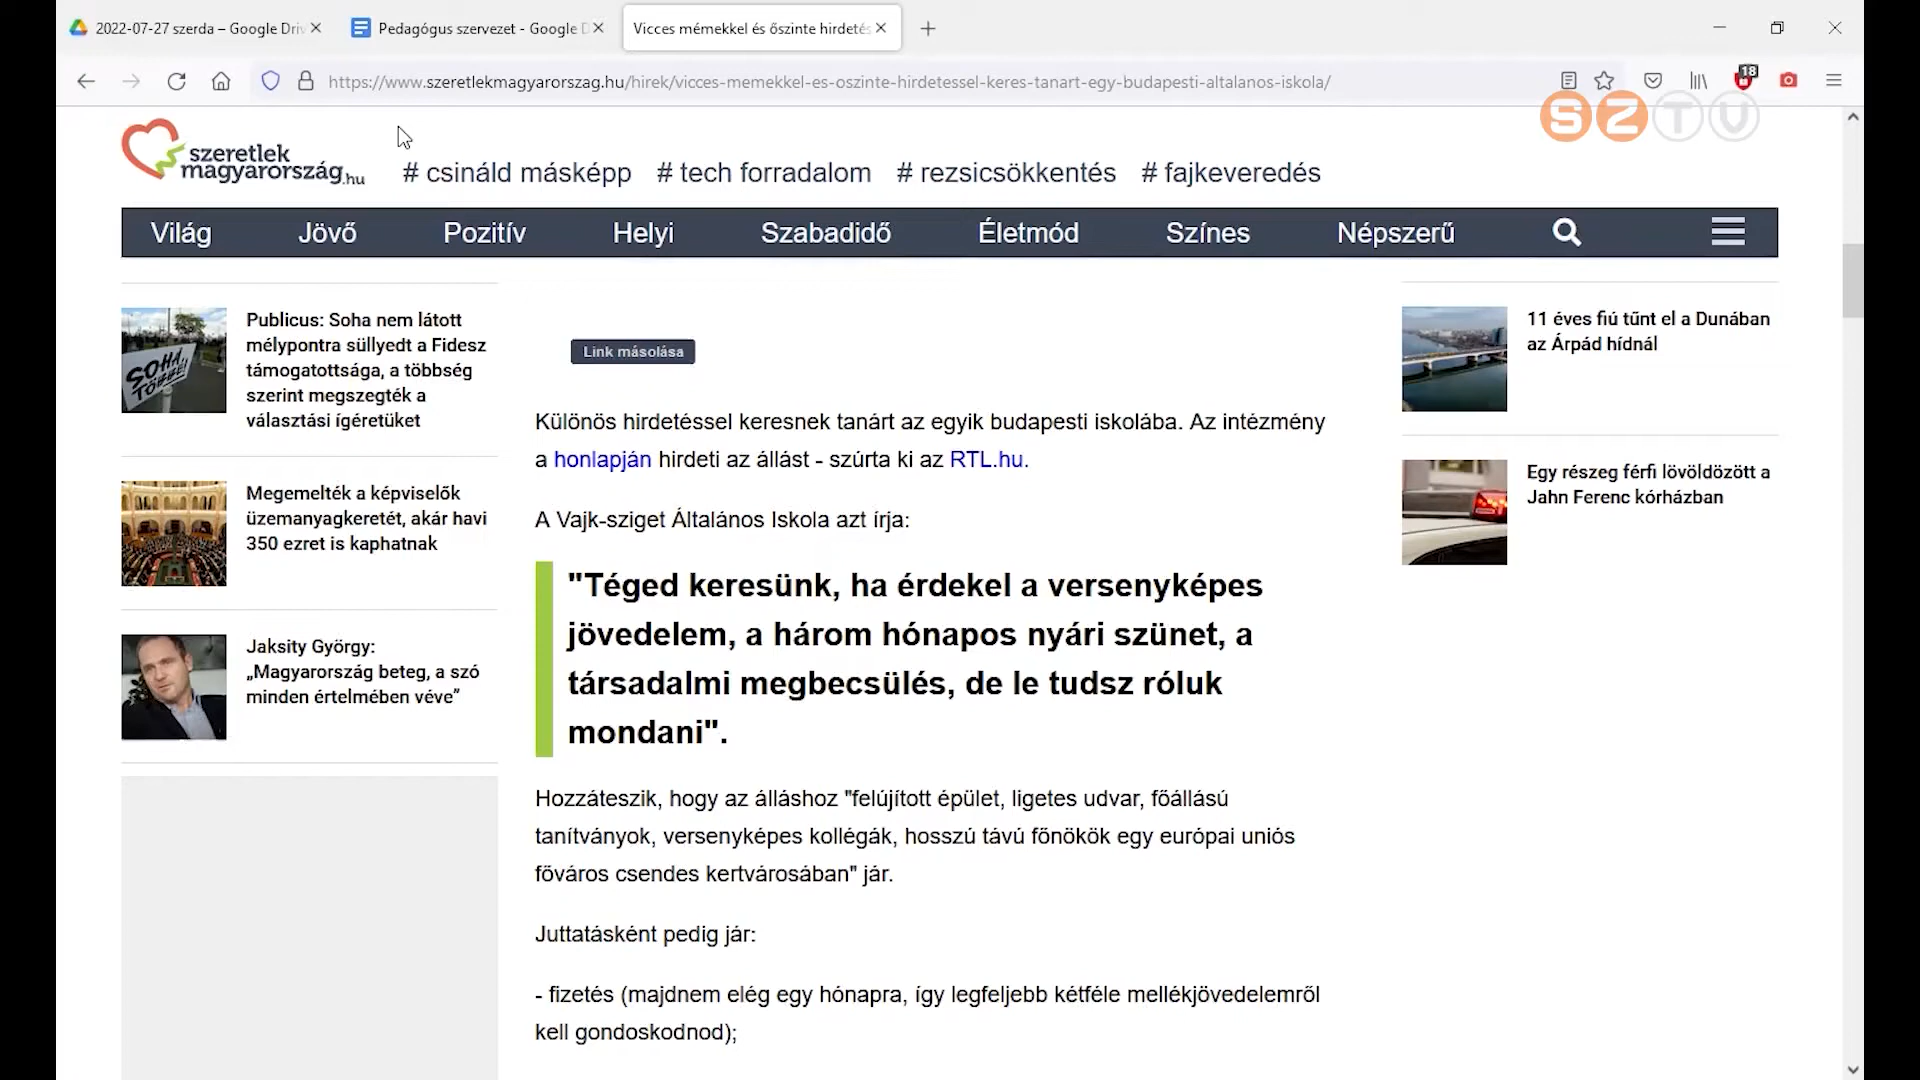 2022-07-27 szerda – Google Dri
Pedagógus szervezet - Google D
Vicces mémekkel és őszinte hirdetés
https://www.szeretlekmagyarorszag.hu/hirek/vicces-memekkel-es-oszinte-hirdetessel-keres-tanart-egy-budapesti-altalanos-iskola/
18
SZTV
szeretlek
magyarország.hu
# csináld másképp # tech forradalom # rezsicsökkentés # fajkeveredés
Világ Jövő Pozitív Helyi Szabadidő Életmód Színes Népszerű
SOHA
TÖBBÉ!
Publicus: Soha nem látott
mélypontra süllyedt a Fidesz
támogatottsága, a többség
szerint megszegték a
választási ígéretüket
Megemelték a képviselők
üzemanyagkeretét, akár havi
350 ezret is kaphatnak
Jaksity György:
„Magyarország beteg, a szó
minden értelmében véve”
Link másolása
Különös hirdetéssel keresnek tanárt az egyik budapesti iskolába. Az intézmény
a honlapján hirdeti az állást - szúrta ki az RTL.hu.
A Vajk-sziget Általános Iskola azt írja:
"Téged keresünk, ha érdekel a versenyképes
jövedelem, a három hónapos nyári szünet, a
társadalmi megbecsülés, de le tudsz róluk
mondani".
Hozzáteszik, hogy az álláshoz "felújított épület, ligetes udvar, főállású
tanítványok, versenyképes kollégák, hosszú távú főnökök egy európai uniós
főváros csendes kertvárosában" jár.
Juttatásként pedig jár:
- fizetés (majdnem elég egy hónapra, így legfeljebb kétféle mellékjövedelemről
kell gondoskodnod);
11 éves fiú tűnt el a Dunában
az Árpád hídnál
Egy részeg férfi lövöldözött a
Jahn Ferenc kórházban